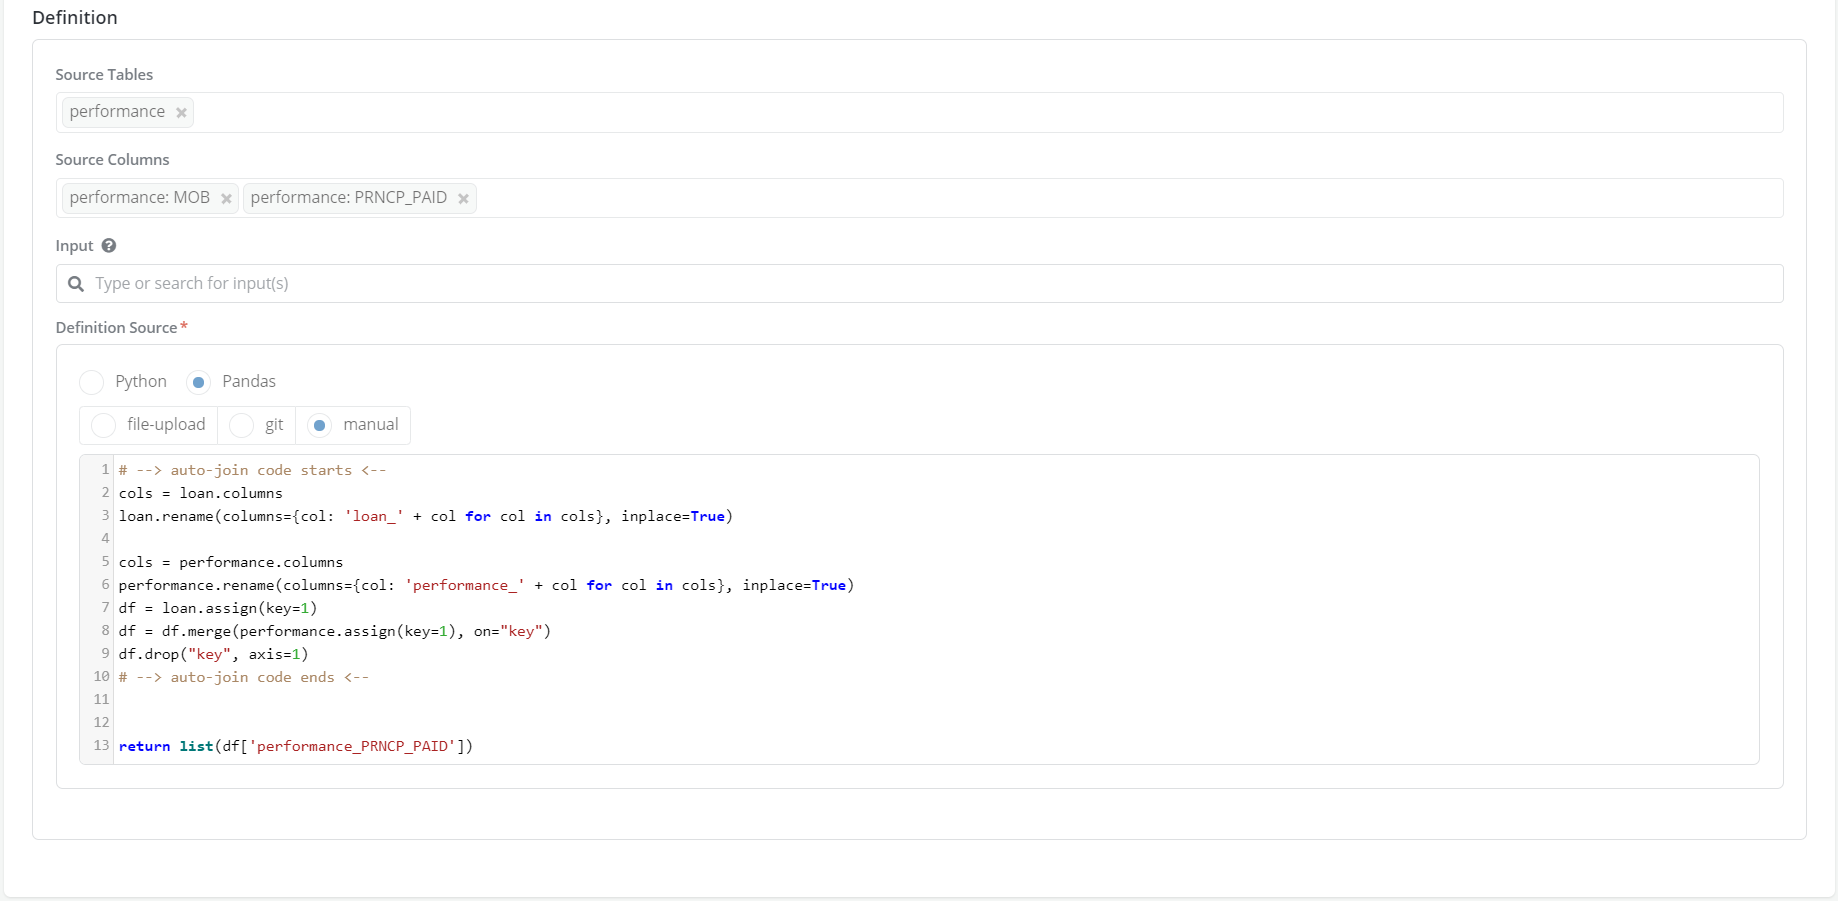 Definition
Source Tables
performance ×
Source Columns
performance: MOB × performance: PRNCP_PAID ×
Input ?
Type or search for input(s)
Definition Source*
Python Pandas
file-upload git manual
1 # --> auto-join code starts <--
2 cols = loan.columns
3 loan.rename(columns={col: 'loan_' + col for col in cols}, inplace=True)
4
5 cols = performance.columns
6 performance.rename(columns={col: 'performance_' + col for col in cols}, inplace=True)
7 df = loan.assign(key=1)
8 df = df.merge(performance.assign(key=1), on="key")
9 df.drop("key", axis=1)
10 # --> auto-join code ends <--
11
12
13 return list(df['performance_PRNCP_PAID'])